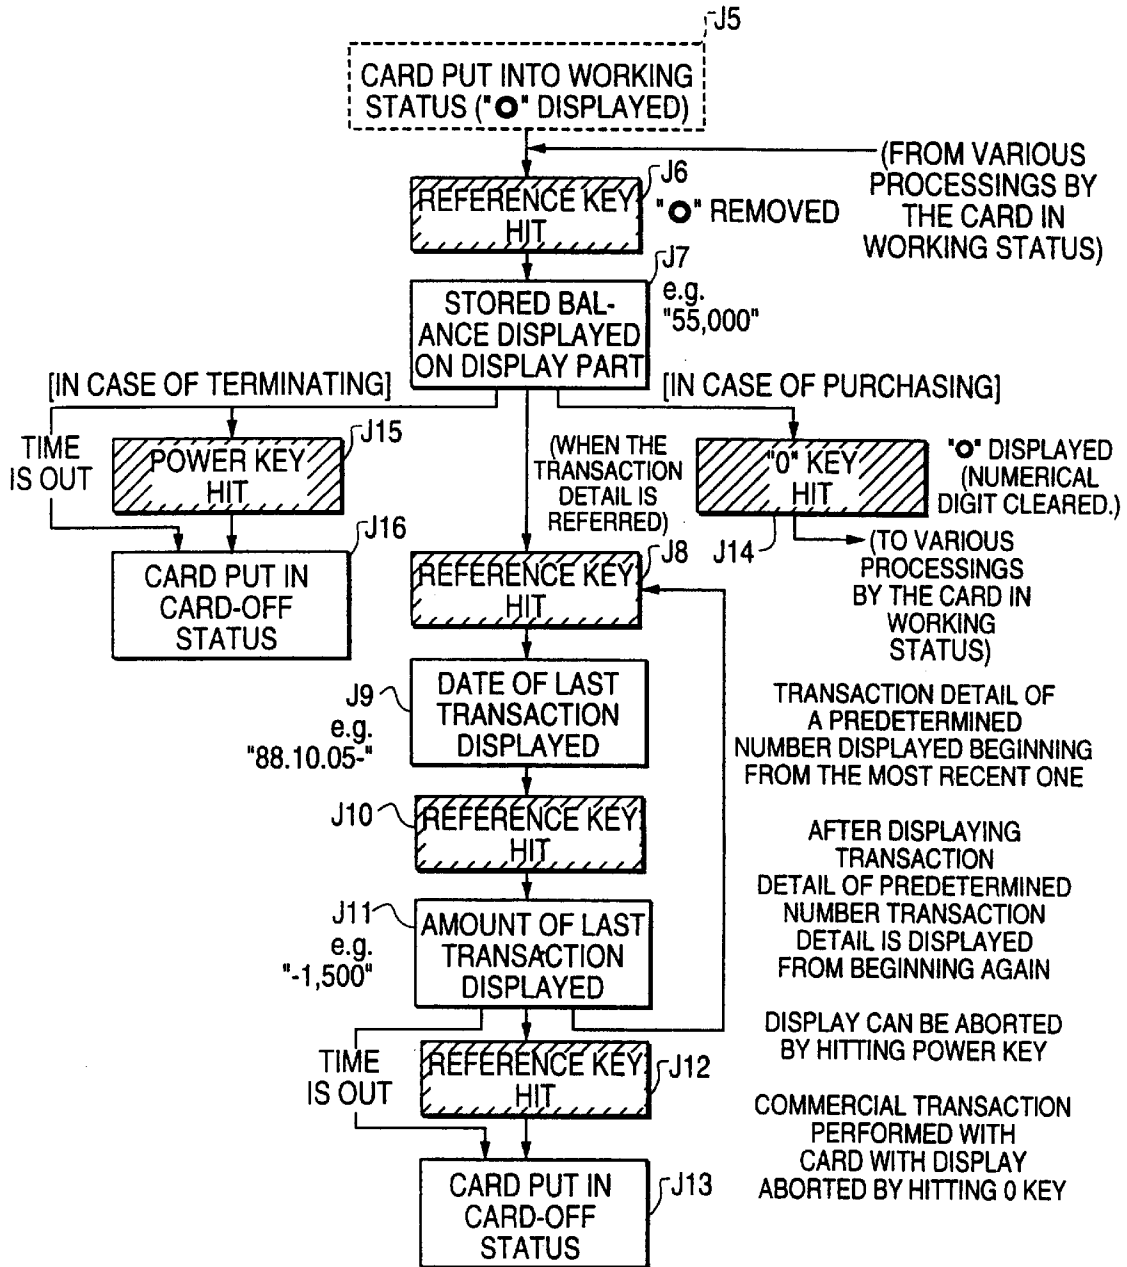 J5
CARD PUT INTO WORKING
STATUS ("O" DISPLAYED)
(FROM VARIOUS
PROCESSINGS BY
THE CARD IN
WORKING STATUS)
J6
REFERENCE KEY
HIT
"O" REMOVED
J7
e.g.
"55,000"
STORED BAL-
ANCE DISPLAYED
ON DISPLAY PART
[IN CASE OF TERMINATING]
[IN CASE OF PURCHASING]
TIME
IS OUT
J15
POWER KEY
HIT
(WHEN THE
TRANSACTION
DETAIL IS
REFERRED)
"0" KEY
HIT
"O" DISPLAYED
(NUMERICAL
DIGIT CLEARED.)
J16
CARD PUT IN
CARD-OFF
STATUS
J8
REFERENCE KEY
HIT
J14
(TO VARIOUS
PROCESSINGS
BY THE CARD IN
WORKING
STATUS)
J9
e.g.
"88.10.05-"
DATE OF LAST
TRANSACTION
DISPLAYED
TRANSACTION DETAIL OF
A PREDETERMINED
NUMBER DISPLAYED BEGINNING
FROM THE MOST RECENT ONE
J10
REFERENCE KEY
HIT
AFTER DISPLAYING
TRANSACTION
DETAIL OF PREDETERMINED
NUMBER TRANSACTION
DETAIL IS DISPLAYED
FROM BEGINNING AGAIN
J11
e.g.
"-1,500"
AMOUNT OF LAST
TRANSACTION
DISPLAYED
DISPLAY CAN BE ABORTED
BY HITTING POWER KEY
TIME
IS OUT
REFERENCE KEY
HIT
J12
COMMERCIAL TRANSACTION
PERFORMED WITH
CARD WITH DISPLAY
ABORTED BY HITTING 0 KEY
CARD PUT IN
CARD-OFF
STATUS
J13